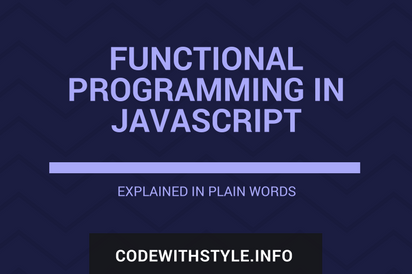 FUNCTIONAL
PROGRAMMING IN
JAVASCRIPT
EXPLAINED IN PLAIN WORDS
CODEWITHSTYLE.INFO